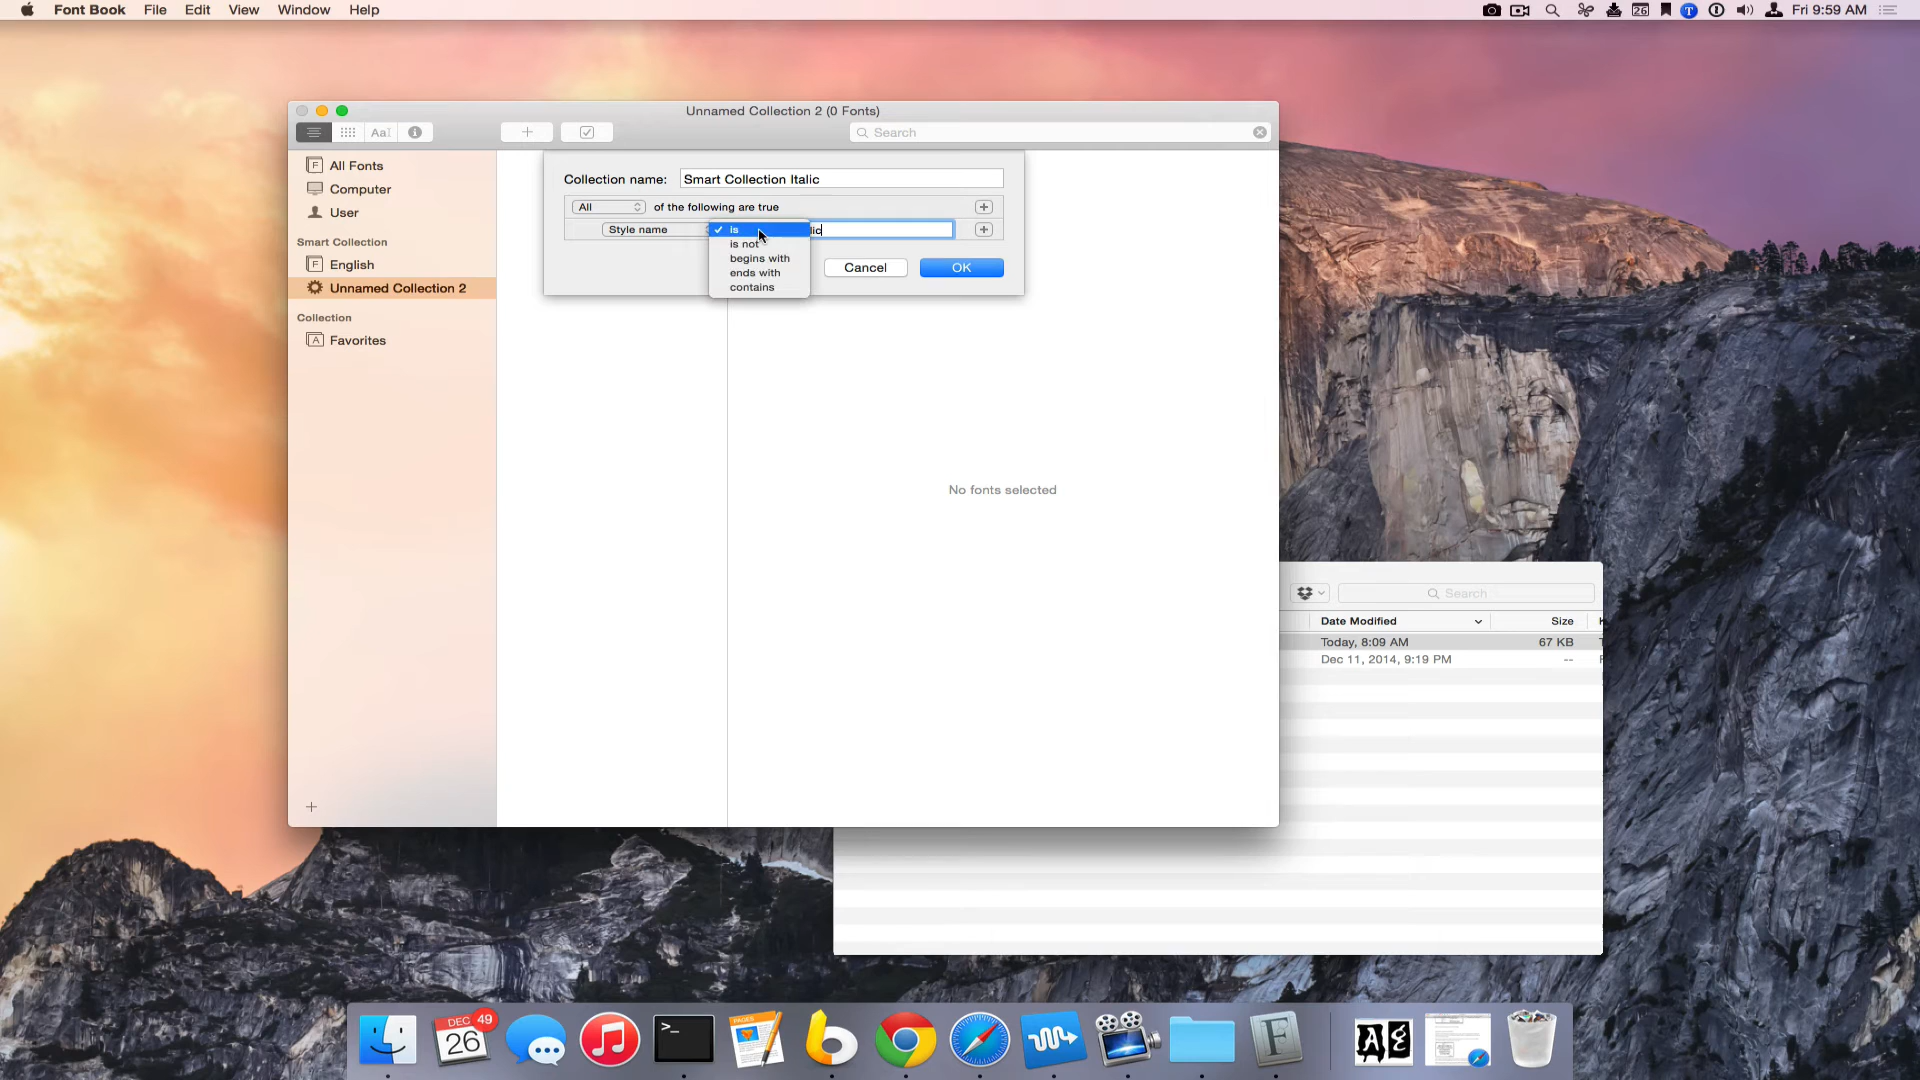 Font Book File Edit View Window Help
26 Fri 9:59 AM
Unnamed Collection 2 (0 Fonts)
Search
All Fonts
Computer
User
Smart Collection
English
Unnamed Collection 2
Collection
Favorites
Collection name: Smart Collection Italic
All of the following are true
Style name is lic
is not
begins with
ends with
contains
Cancel OK
No fonts selected
Search
Date Modified Size
Today, 8:09 AM 67 KB
Dec 11, 2014, 9:19 PM --
DEC 49
26
PAGES